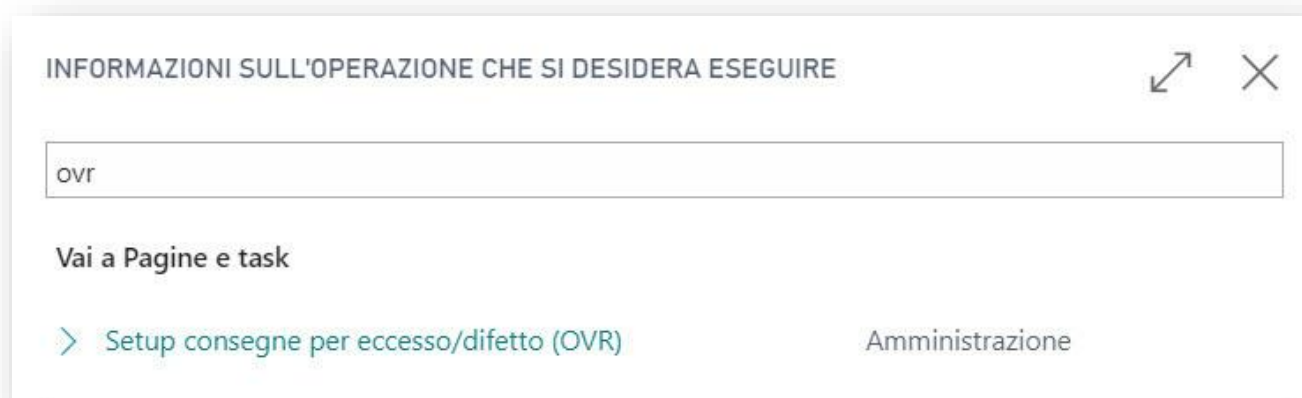 INFORMAZIONI SULL'OPERAZIONE CHE SI DESIDERA ESEGUIRE
ovr
Vai a Pagine e task
Setup consegne per eccesso/difetto (OVR) Amministrazione